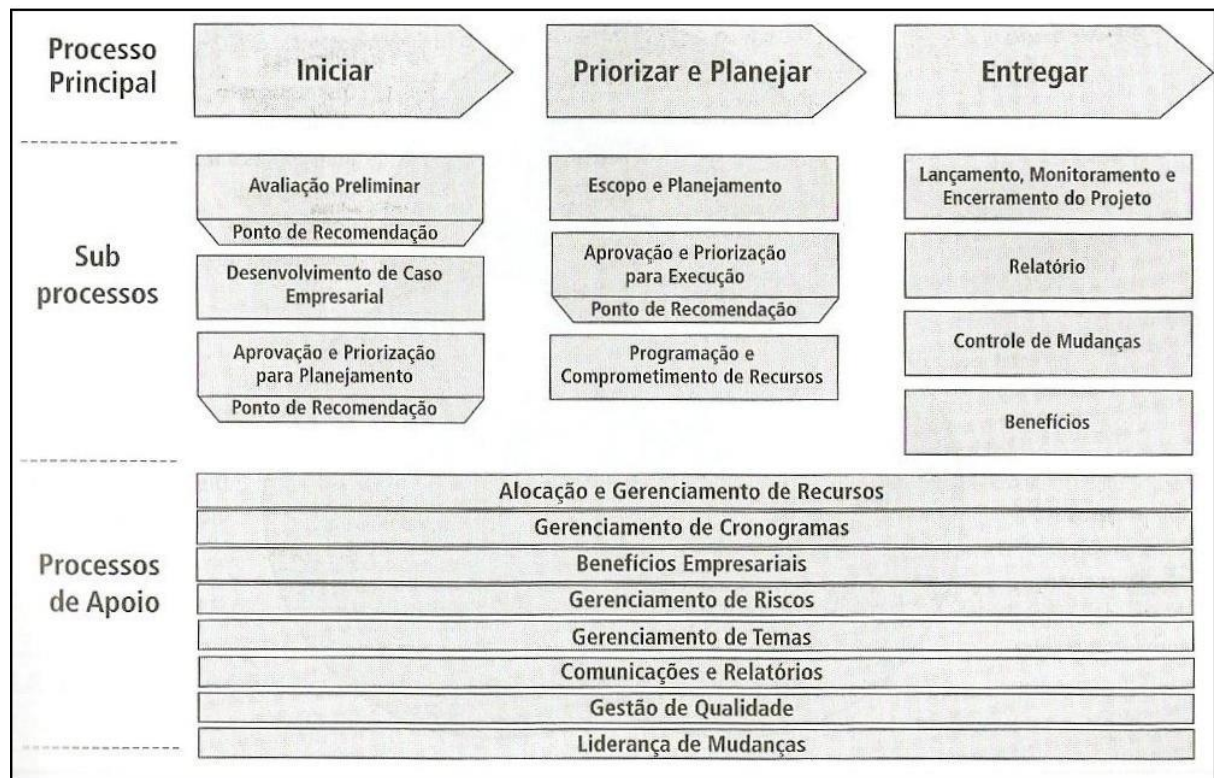 Processo
Principal
Iniciar
Priorizar e Planejar
Entregar
Sub
processos
Avaliação Preliminar
Ponto de Recomendação
Desenvolvimento de Caso
Empresarial
Aprovação e Priorização
para Planejamento
Ponto de Recomendação
Escopo e Planejamento
Aprovação e Priorização
para Execução
Ponto de Recomendação
Programação e
Comprometimento de Recursos
Lançamento, Monitoramento e
Encerramento do Projeto
Relatório
Controle de Mudanças
Benefícios
Processos
de Apoio
Alocação e Gerenciamento de Recursos
Gerenciamento de Cronogramas
Benefícios Empresariais
Gerenciamento de Riscos
Gerenciamento de Temas
Comunicações e Relatórios
Gestão de Qualidade
Liderança de Mudanças